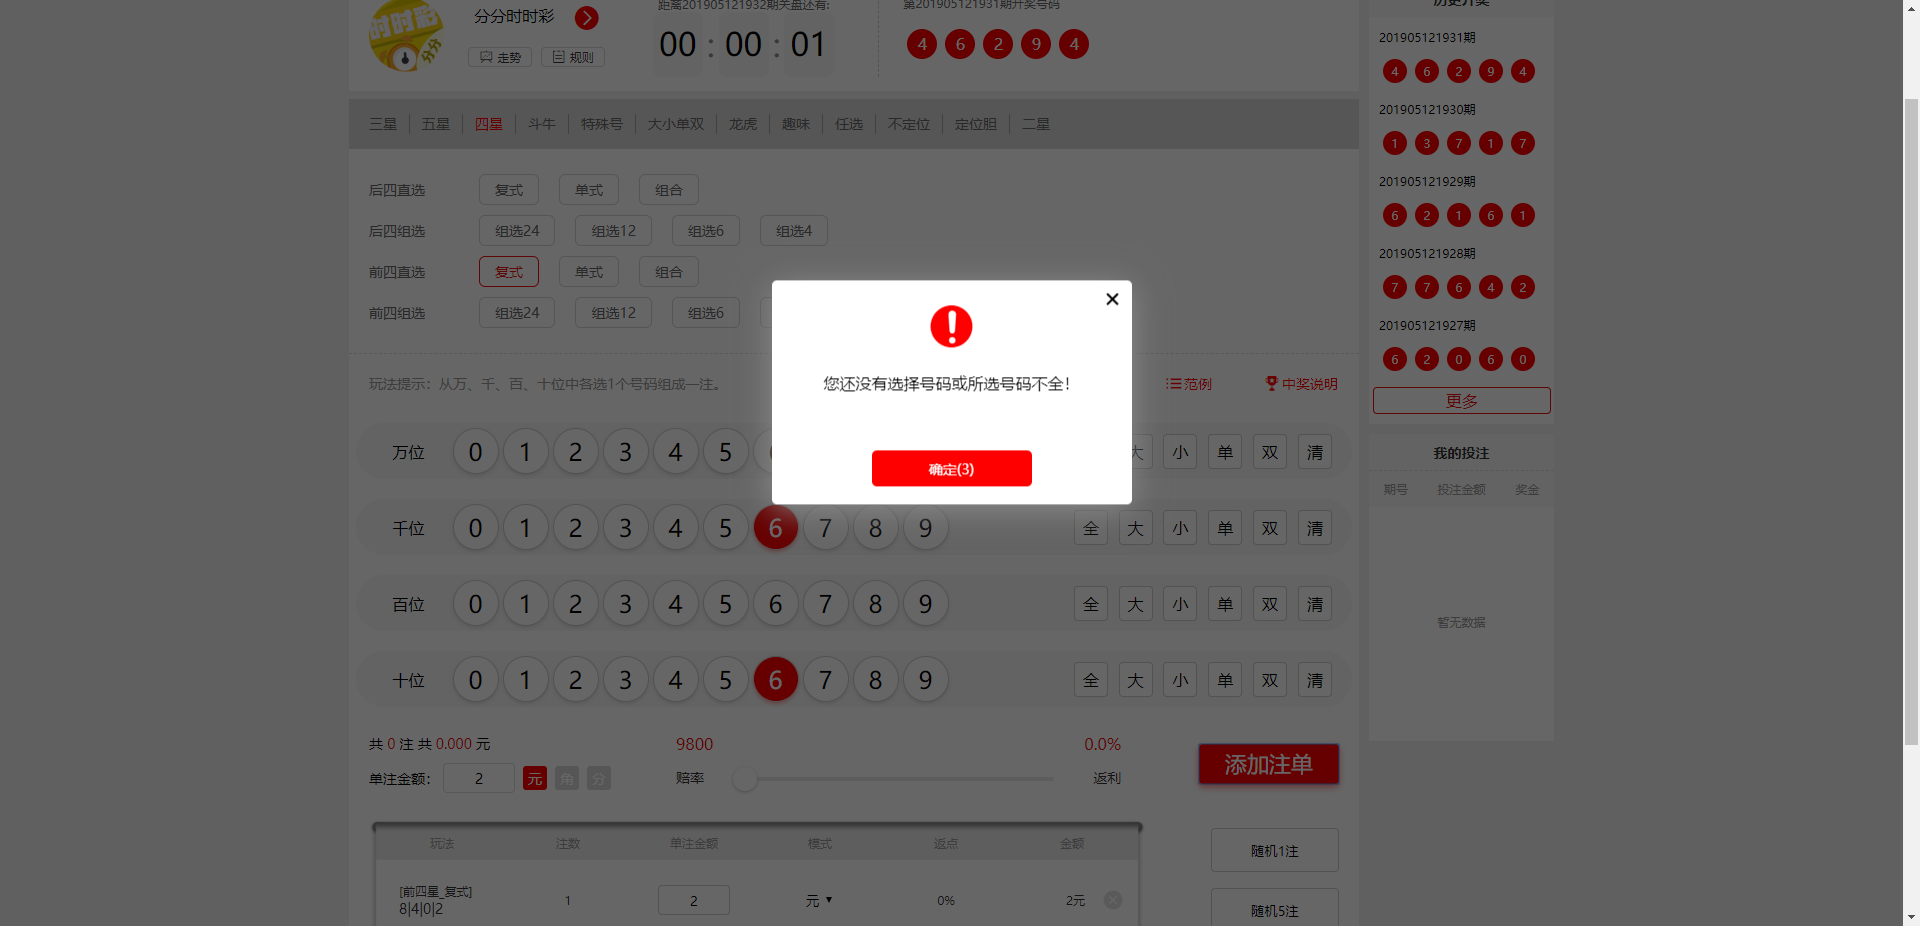 时时彩
分分
分分时时彩
走势
规则
距离201905121932期关盘还有:
00 : 00 : 01
第201905121931期开奖号码
4 6 2 9 4
三星 五星 四星 斗牛 特殊号 大小单双 龙虎 趣味 任选 不定位 定位胆 二星
后四直选 复式 单式 组合
后四组选 组选24 组选12 组选6 组选4
前四直选 复式 单式 组合
前四组选 组选24 组选12 组选6
玩法提示：从万、千、百、十位中各选1个号码组成一注。
范例
中奖说明
您还没有选择号码或所选号码不全!
确定(3)
万位 0 1 2 3 4 5 大 小 单 双 清
千位 0 1 2 3 4 5 6 7 8 9 全 大 小 单 双 清
百位 0 1 2 3 4 5 6 7 8 9 全 大 小 单 双 清
十位 0 1 2 3 4 5 6 7 8 9 全 大 小 单 双 清
共 0 注 共 0.000 元
9800
0.0%
单注金额： 2 元 角 分
赔率
返利
添加注单
玩法 注数 单注金额 模式 返点 金额
[前四星_复式]
8|4|0|2
1 2 元 0% 2元
随机1注
随机5注
历史开奖
201905121931期
4 6 2 9 4
201905121930期
1 3 7 1 7
201905121929期
6 2 1 6 1
201905121928期
7 7 6 4 2
201905121927期
6 2 0 6 0
更多
我的投注
期号 投注金额 奖金
暂无数据